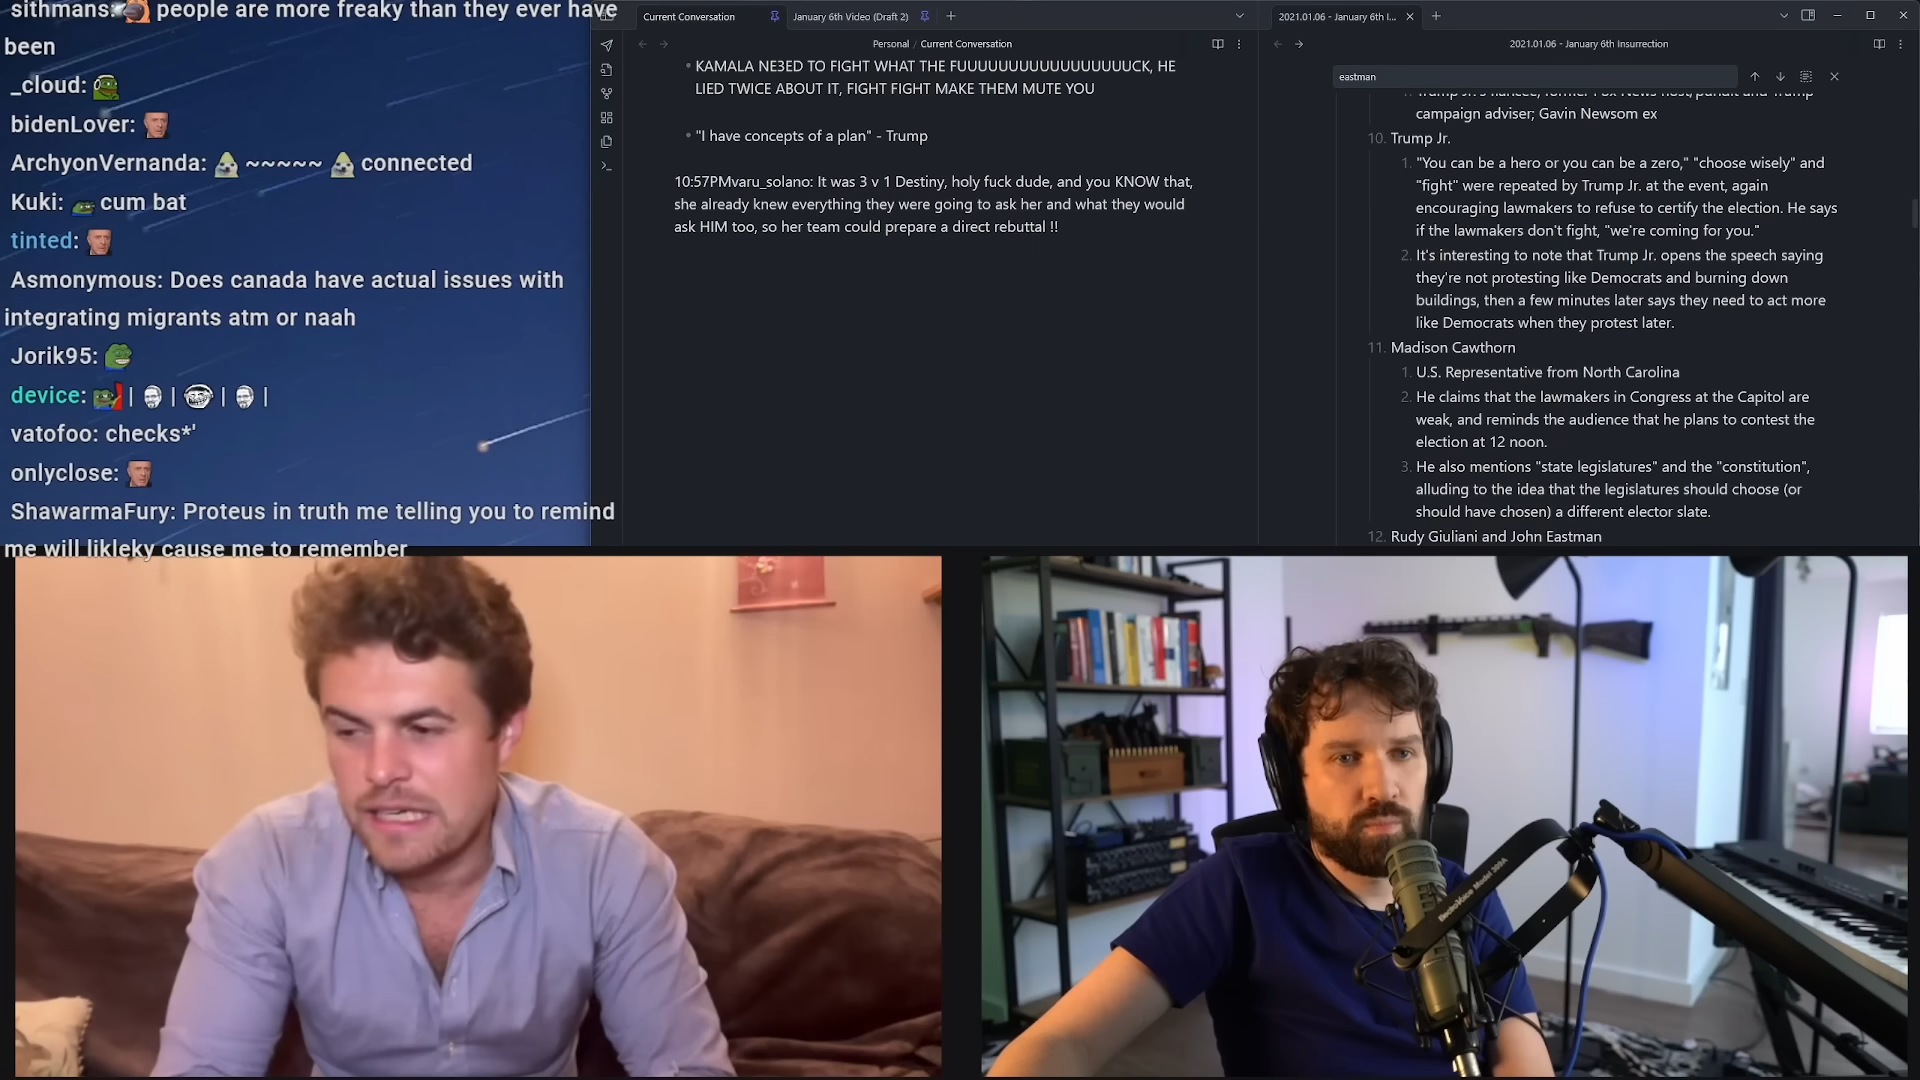 sithmans: people are more freaky than they ever have
been
_cloud:
bidenLover:
ArchyonVernanda: ~~~~~ connected
Kuki: cum bat
tinted:
Asmonymous: Does canada have actual issues with
integrating migrants atm or naah
Jorik95:
device: | | | |
vatofoo: checks*'
onlyclose:
ShawarmaFury: Proteus in truth me telling you to remind
me will likleky cause me to remember
Current Conversation
January 6th Video (Draft 2)
Personal / Current Conversation
• KAMALA NE3ED TO FIGHT WHAT THE FUUUUUUUUUUUUUUUUUCK, HE
LIED TWICE ABOUT IT, FIGHT FIGHT MAKE THEM MUTE YOU
• "I have concepts of a plan" - Trump
10:57PMvaru_solano: It was 3 v 1 Destiny, holy fuck dude, and you KNOW that,
she already knew everything they were going to ask her and what they would
ask HIM too, so her team could prepare a direct rebuttal !!
2021.01.06 - January 6th I...
2021.01.06 - January 6th Insurrection
eastman
1. Trump Jr.'s fiancée, former Fox News host, pundit and Trump
campaign adviser; Gavin Newsom ex
10. Trump Jr.
1. "You can be a hero or you can be a zero," "choose wisely" and
"fight" were repeated by Trump Jr. at the event, again
encouraging lawmakers to refuse to certify the election. He says
if the lawmakers don't fight, "we're coming for you."
2. It's interesting to note that Trump Jr. opens the speech saying
they're not protesting like Democrats and burning down
buildings, then a few minutes later says they need to act more
like Democrats when they protest later.
11. Madison Cawthorn
1. U.S. Representative from North Carolina
2. He claims that the lawmakers in Congress at the Capitol are
weak, and reminds the audience that he plans to contest the
election at 12 noon.
3. He also mentions "state legislatures" and the "constitution",
alluding to the idea that the legislatures should choose (or
should have chosen) a different elector slate.
12. Rudy Giuliani and John Eastman
ElectroVoice Model 309A